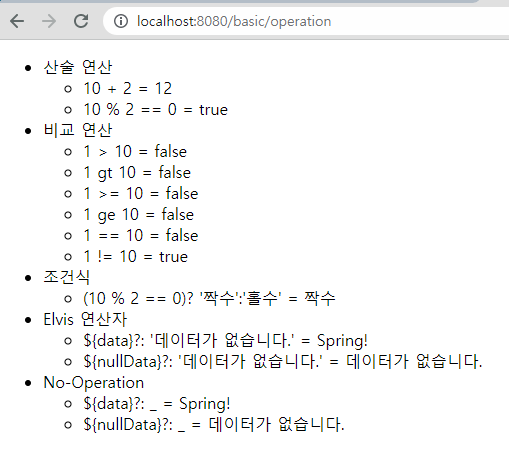 localhost:8080/basic/operation
산술 연산
10 + 2 = 12
10 % 2 == 0 = true
비교 연산
1 > 10 = false
1 gt 10 = false
1 >= 10 = false
1 ge 10 = false
1 == 10 = false
1 != 10 = true
조건식
(10 % 2 == 0)? '짝수':'홀수' = 짝수
Elvis 연산자
${data}?: '데이터가 없습니다.' = Spring!
${nullData}?: '데이터가 없습니다.' = 데이터가 없습니다.
No-Operation
${data}?: _ = Spring!
${nullData}?: _ = 데이터가 없습니다.